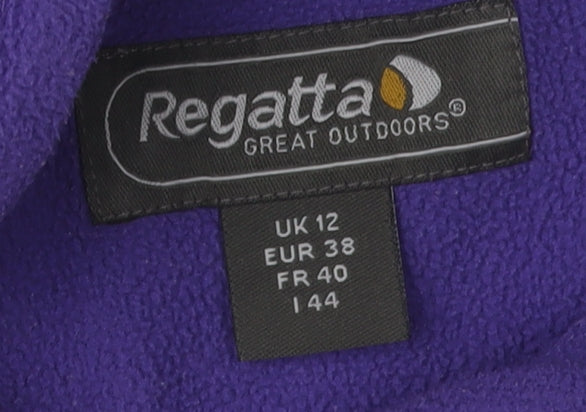 Regatta
GREAT OUTDOORS®
UK 12
EUR 38
FR 40
I 44